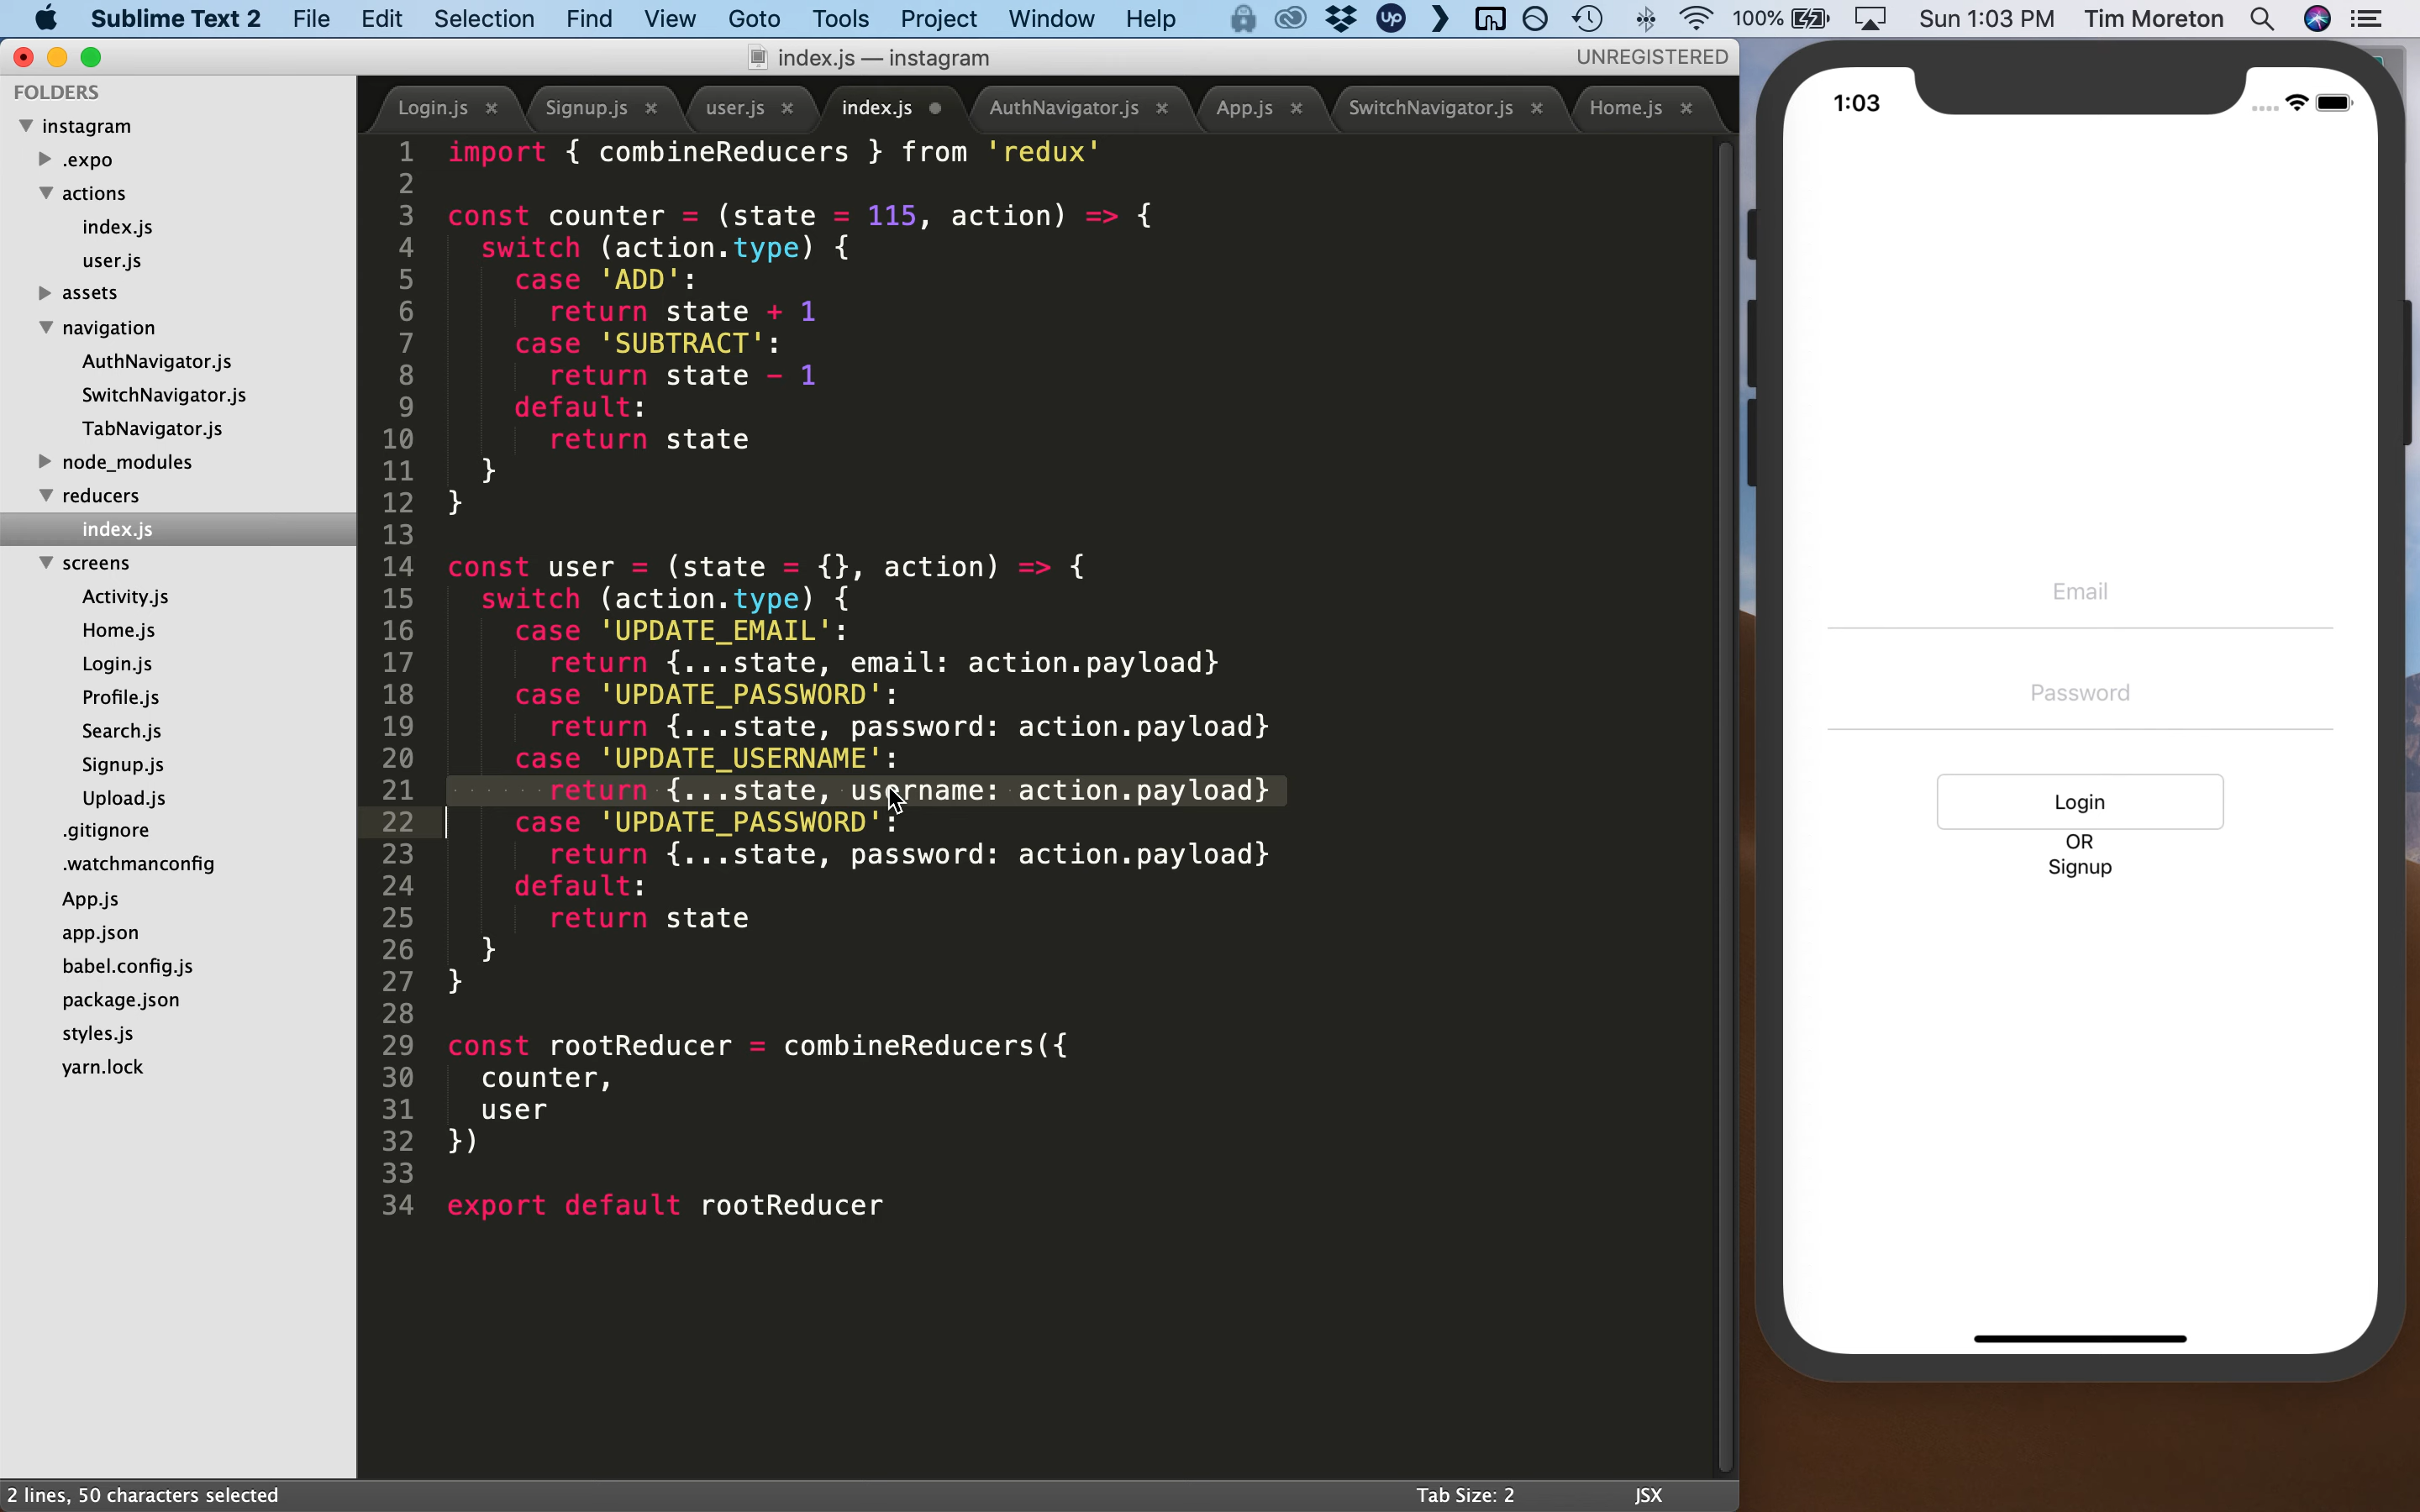 Sublime Text 2 File Edit Selection Find View Goto Tools Project Window Help Up 100% Sun 1:03 PM Tim Moreton
index.js — instagram UNREGISTERED
FOLDERS
instagram
.expo
actions
index.js
user.js
assets
navigation
AuthNavigator.js
SwitchNavigator.js
TabNavigator.js
node_modules
reducers
index.js
screens
Activity.js
Home.js
Login.js
Profile.js
Search.js
Signup.js
Upload.js
.gitignore
.watchmanconfig
App.js
app.json
babel.config.js
package.json
styles.js
yarn.lock
Login.js Signup.js user.js index.js AuthNavigator.js App.js SwitchNavigator.js Home.js
1 import { combineReducers } from 'redux'
2
3 const counter = (state = 115, action) => {
4 switch (action.type) {
5 case 'ADD':
6 return state + 1
7 case 'SUBTRACT':
8 return state - 1
9 default:
10 return state
11 }
12 }
13
14 const user = (state = {}, action) => {
15 switch (action.type) {
16 case 'UPDATE_EMAIL':
17 return {...state, email: action.payload}
18 case 'UPDATE_PASSWORD':
19 return {...state, password: action.payload}
20 case 'UPDATE_USERNAME':
21 return {...state, username: action.payload}
22 case 'UPDATE_PASSWORD':
23 return {...state, password: action.payload}
24 default:
25 return state
26 }
27 }
28
29 const rootReducer = combineReducers({
30 counter,
31 user
32 })
33
34 export default rootReducer
2 lines, 50 characters selected Tab Size: 2 JSX
1:03
Email
Password
Login
OR
Signup